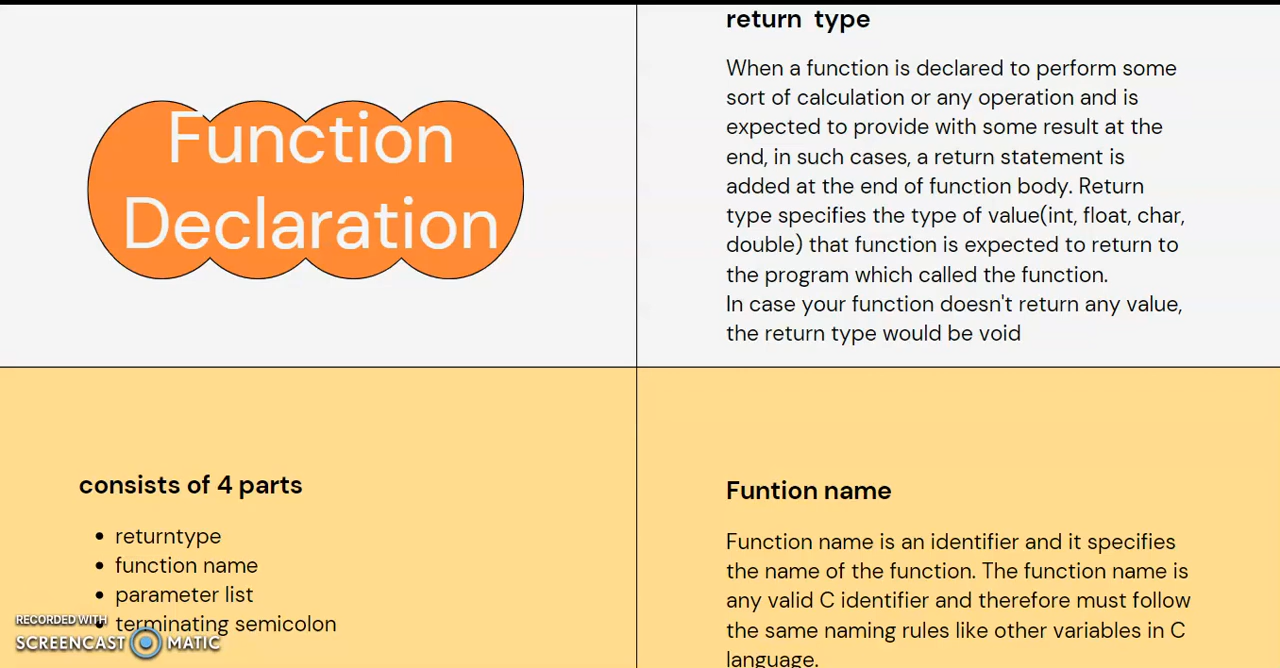 Function
Declaration
return type
When a function is declared to perform some
sort of calculation or any operation and is
expected to provide with some result at the
end, in such cases, a return statement is
added at the end of function body. Return
type specifies the type of value(int, float, char,
double) that function is expected to return to
the program which called the function.
In case your function doesn't return any value,
the return type would be void
consists of 4 parts
returntype
function name
parameter list
terminating semicolon
RECORDED WITH
SCREENCAST MATIC
Funtion name
Function name is an identifier and it specifies
the name of the function. The function name is
any valid C identifier and therefore must follow
the same naming rules like other variables in C
language.